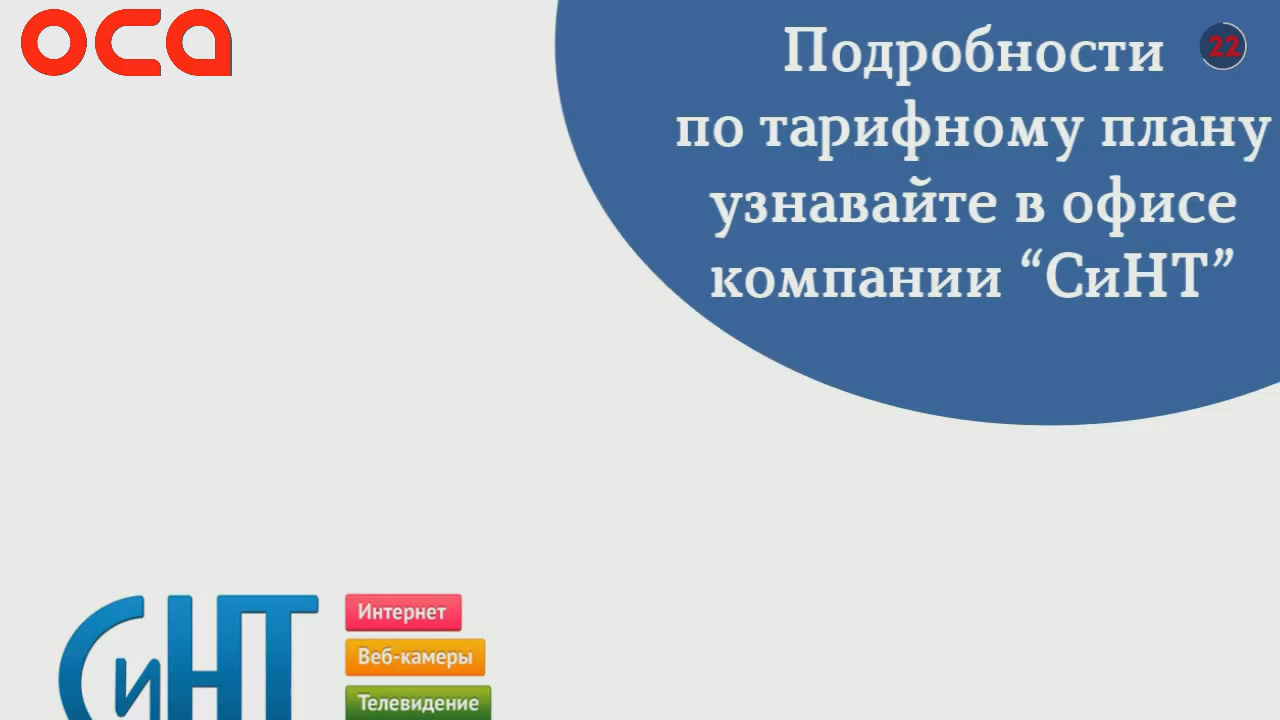 оса
Подробности
22
по тарифному плану
узнавайте в офисе
компании “СиНТ”
СиНТ
Интернет
Веб-камеры
Телевидение